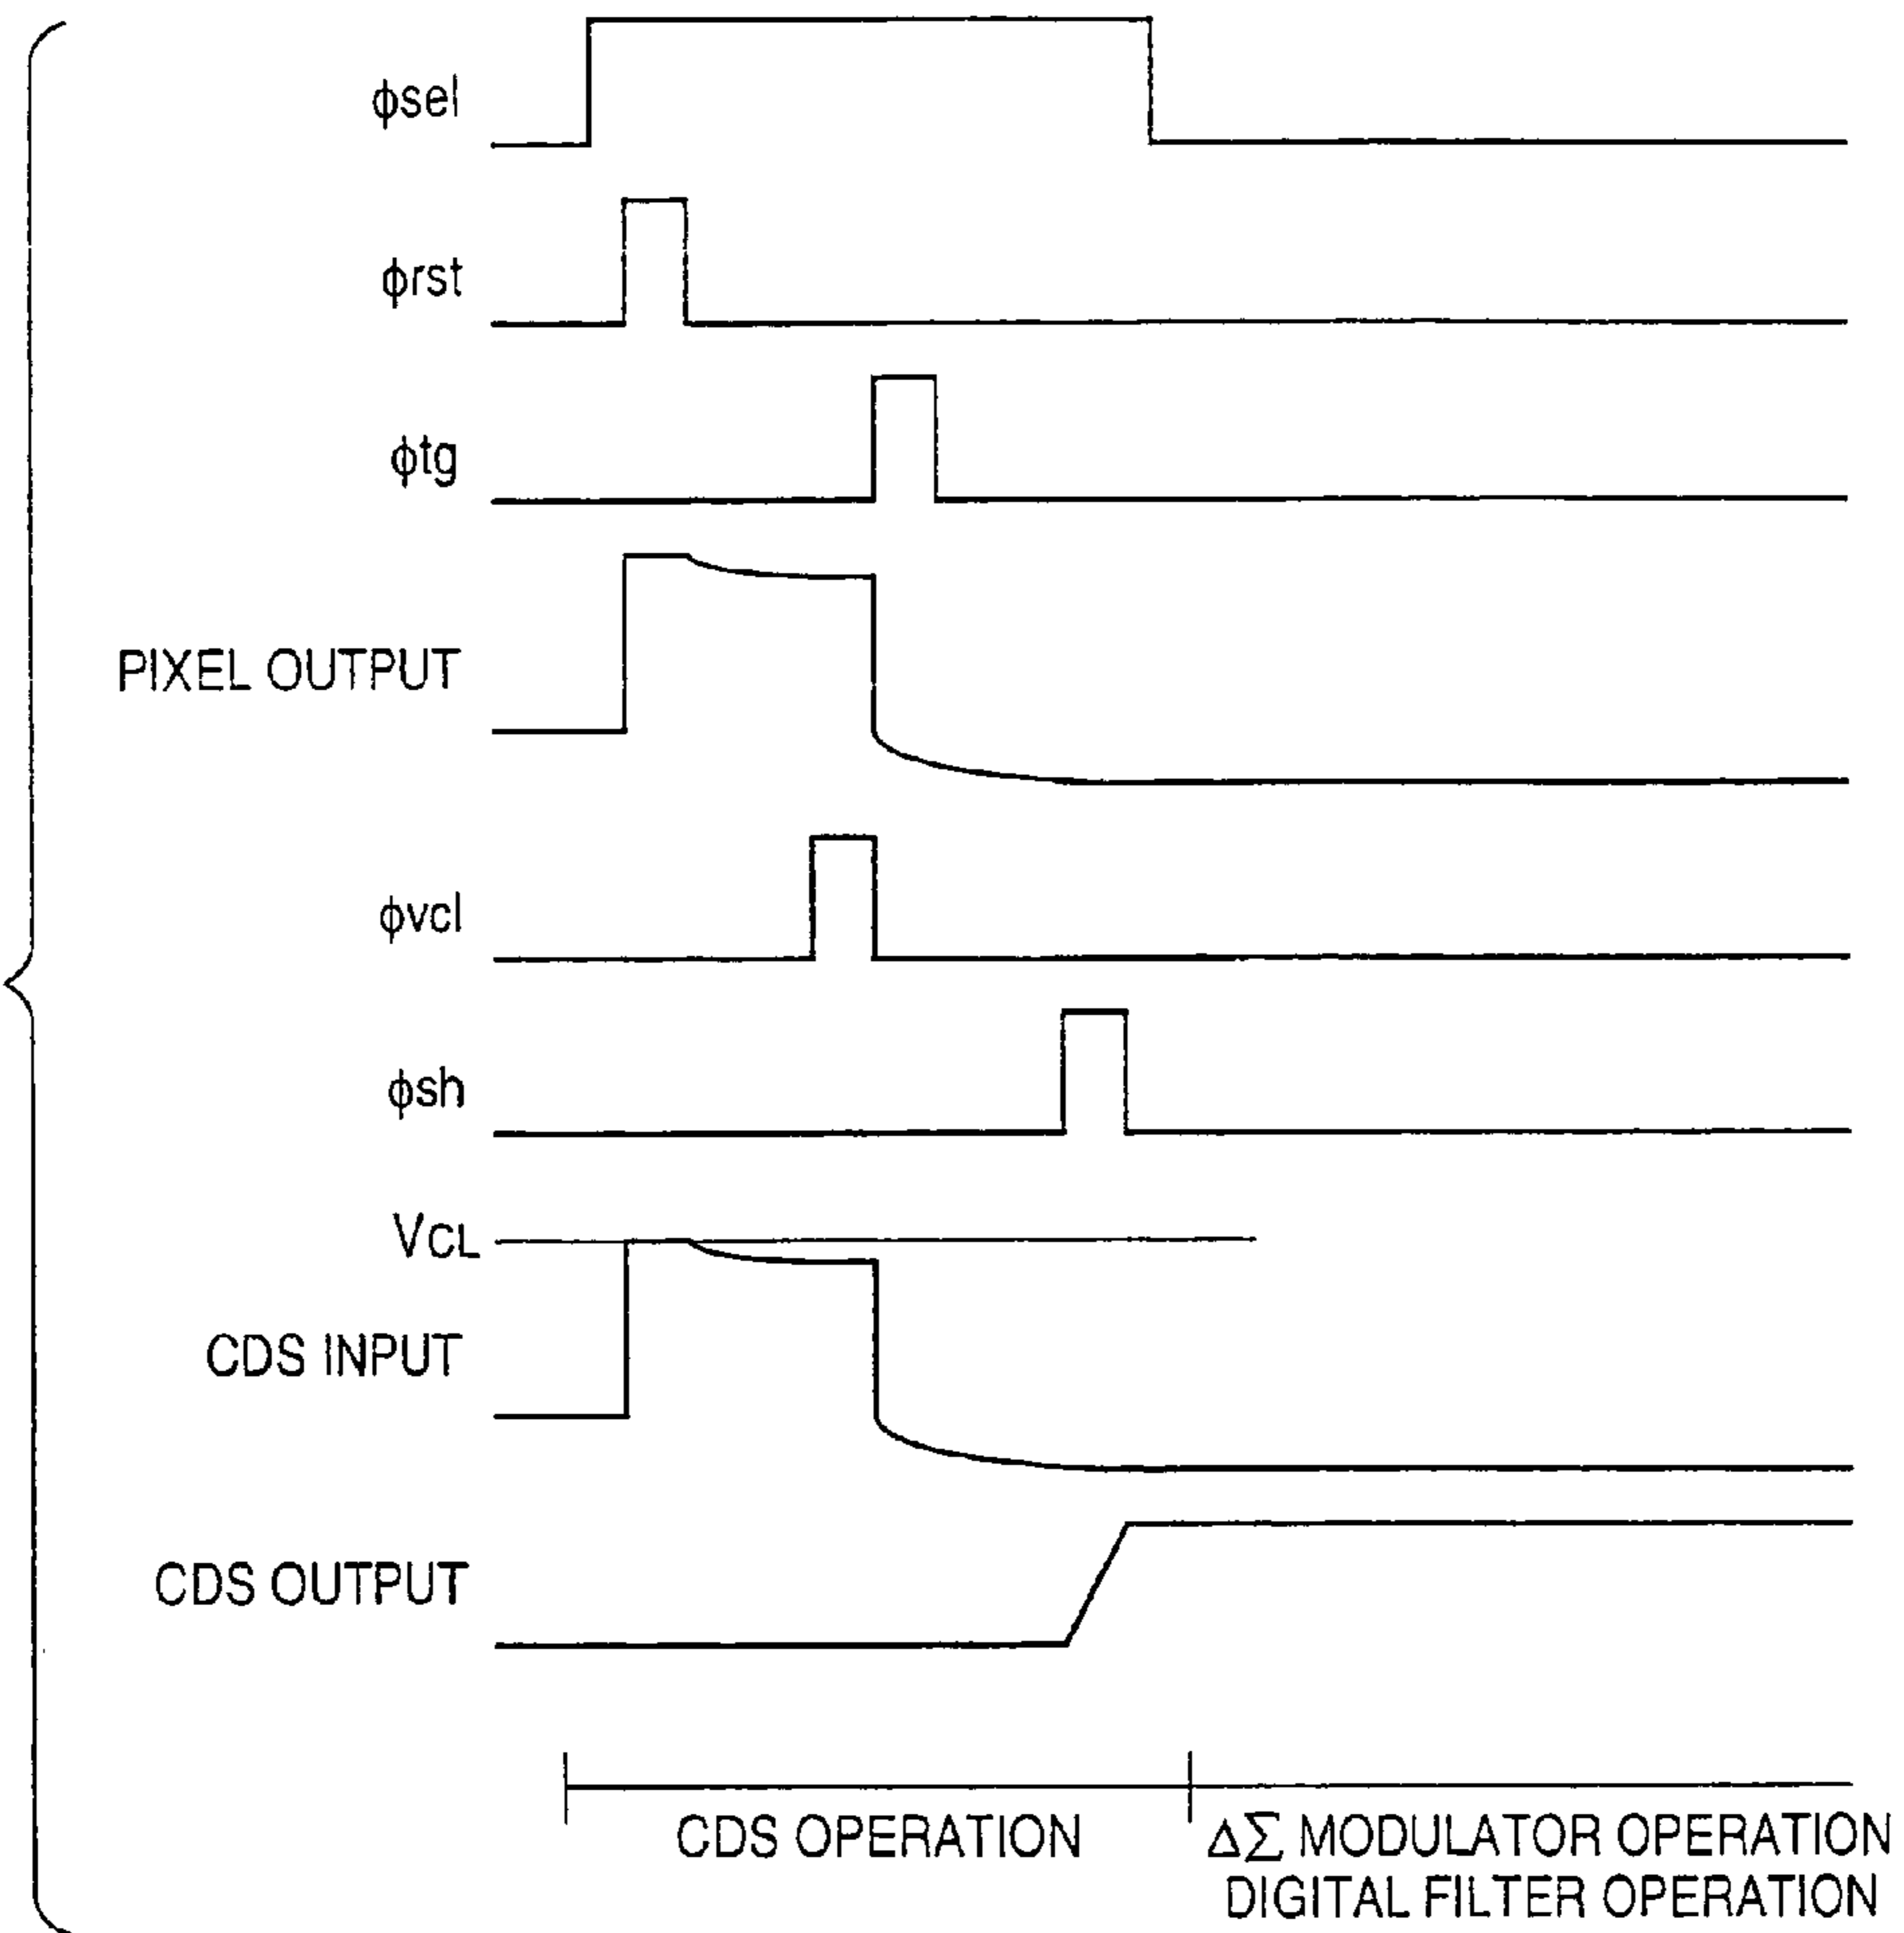 ϕsel
ϕrst
ϕtg
PIXEL OUTPUT
ϕvcl
ϕsh
VCL
CDS INPUT
CDS OUTPUT
CDS OPERATION
ΔΣ MODULATOR OPERATION
DIGITAL FILTER OPERATION